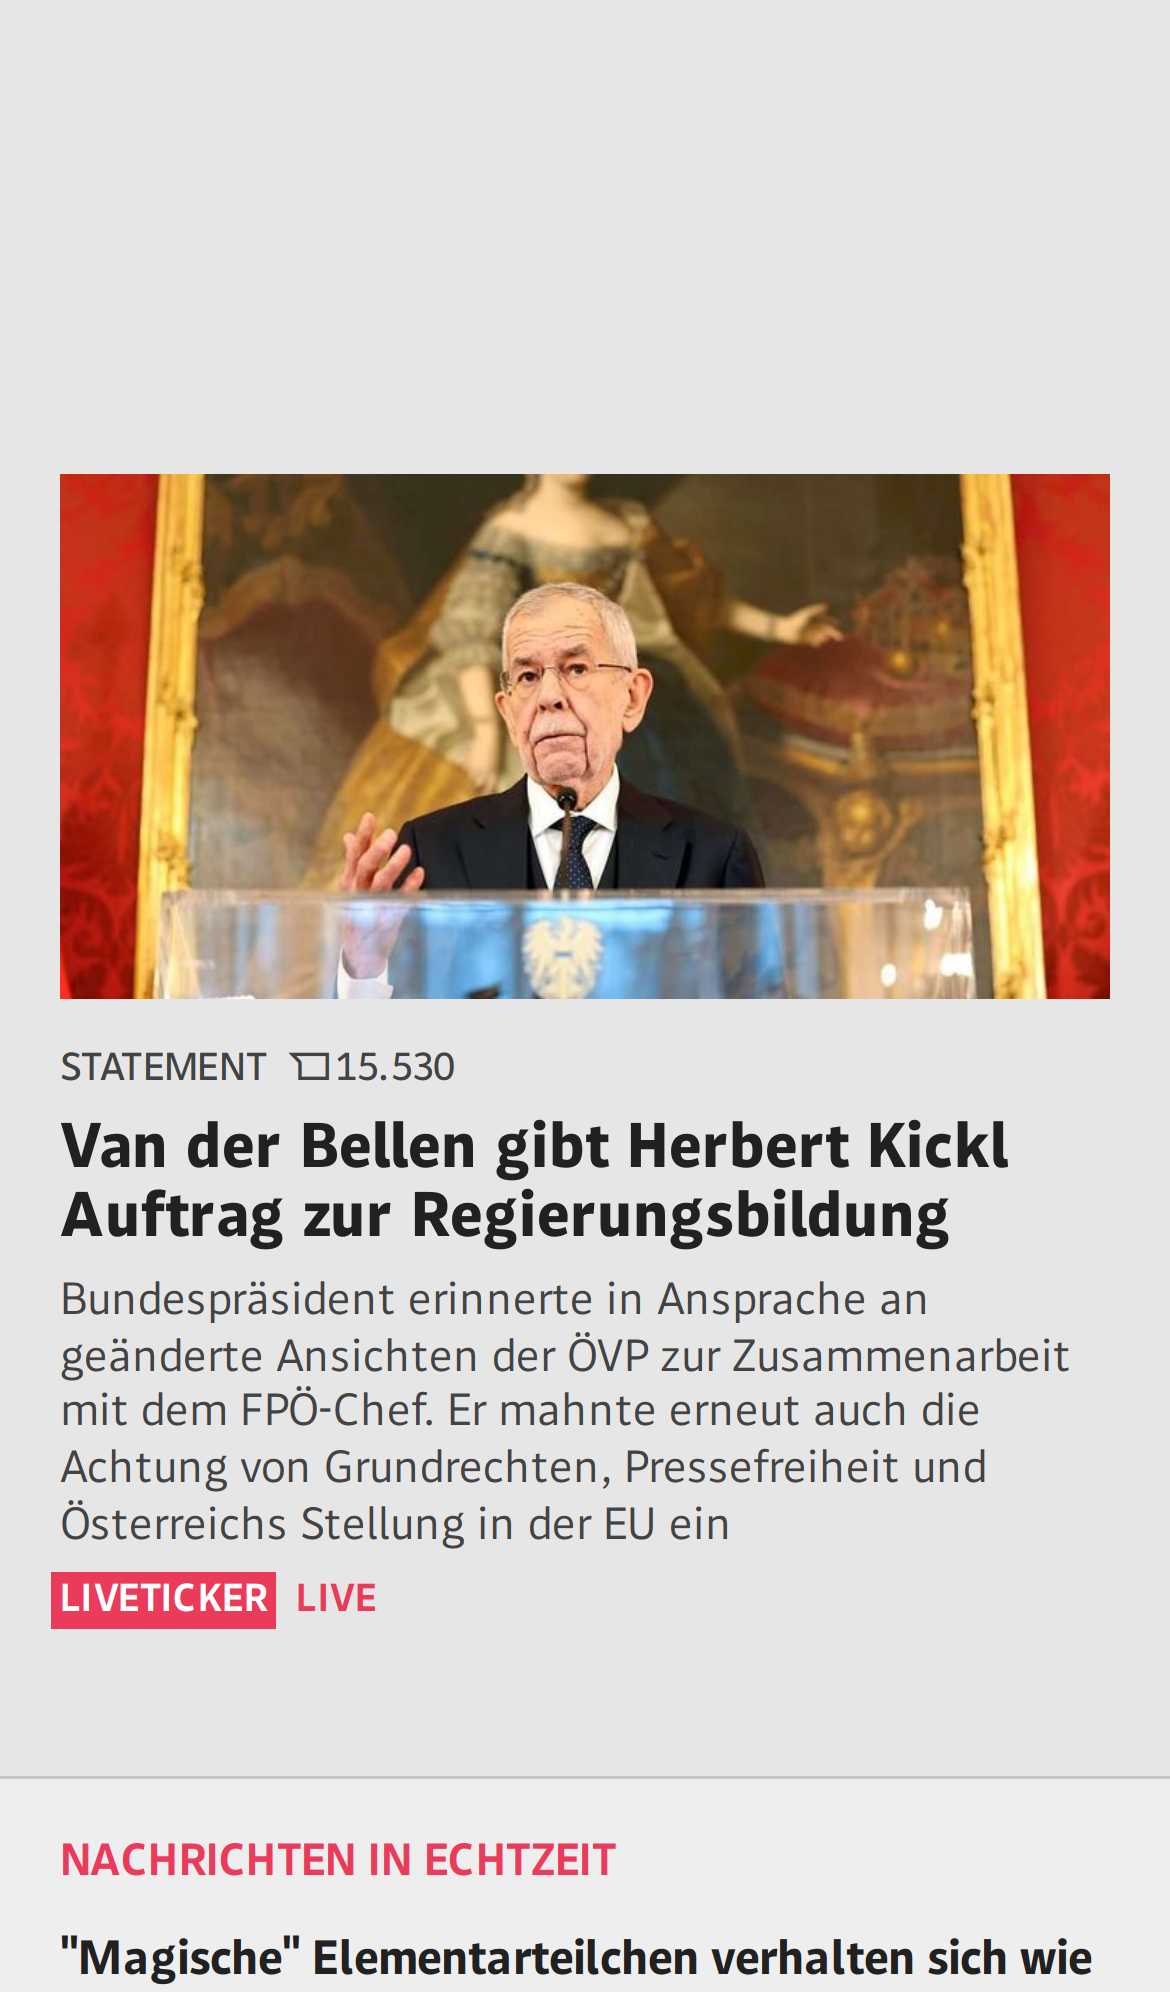 STATEMENT 15.530
Van der Bellen gibt Herbert Kickl
Auftrag zur Regierungsbildung
Bundespräsident erinnerte in Ansprache an
geänderte Ansichten der ÖVP zur Zusammenarbeit
mit dem FPÖ-Chef. Er mahnte erneut auch die
Achtung von Grundrechten, Pressefreiheit und
Österreichs Stellung in der EU ein
LIVETICKER LIVE
NACHRICHTEN IN ECHTZEIT
"Magische" Elementarteilchen verhalten sich wie